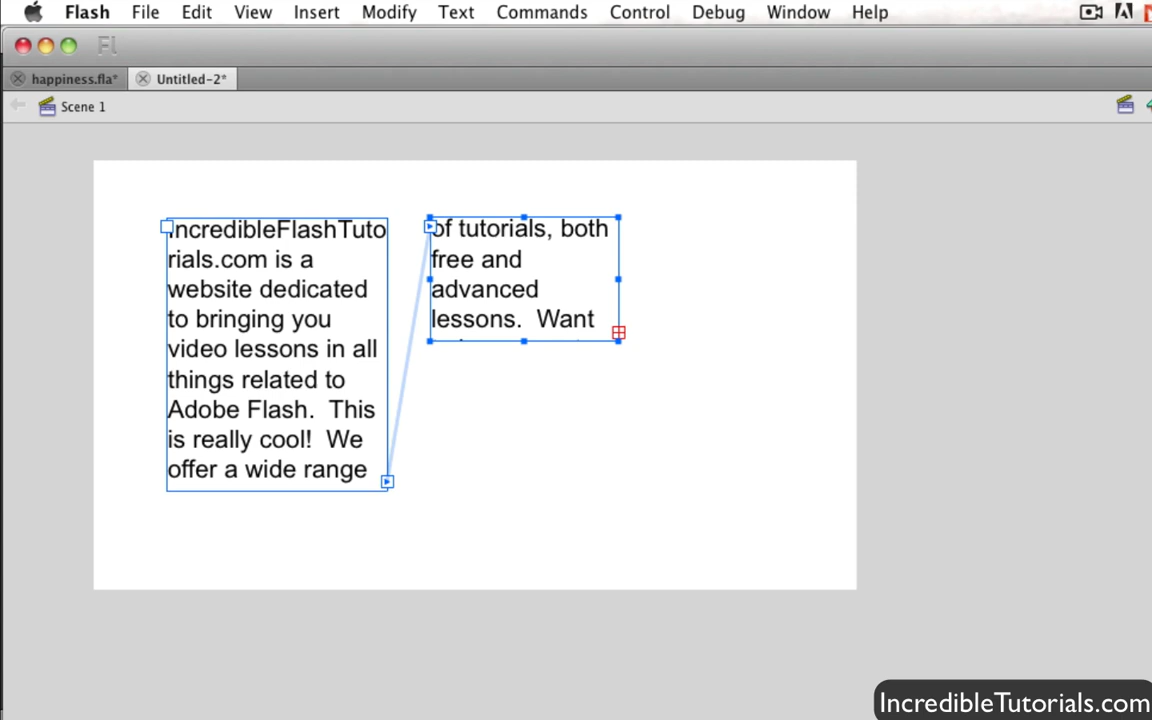 Flash File Edit View Insert Modify Text Commands Control Debug Window Help
Fl
happiness.fla* Untitled-2*
Scene 1
IncredibleFlashTuto
rials.com is a
website dedicated
to bringing you
video lessons in all
things related to
Adobe Flash.  This
is really cool!  We
offer a wide range
of tutorials, both
free and
advanced
lessons.  Want
IncredibleTutorials.com